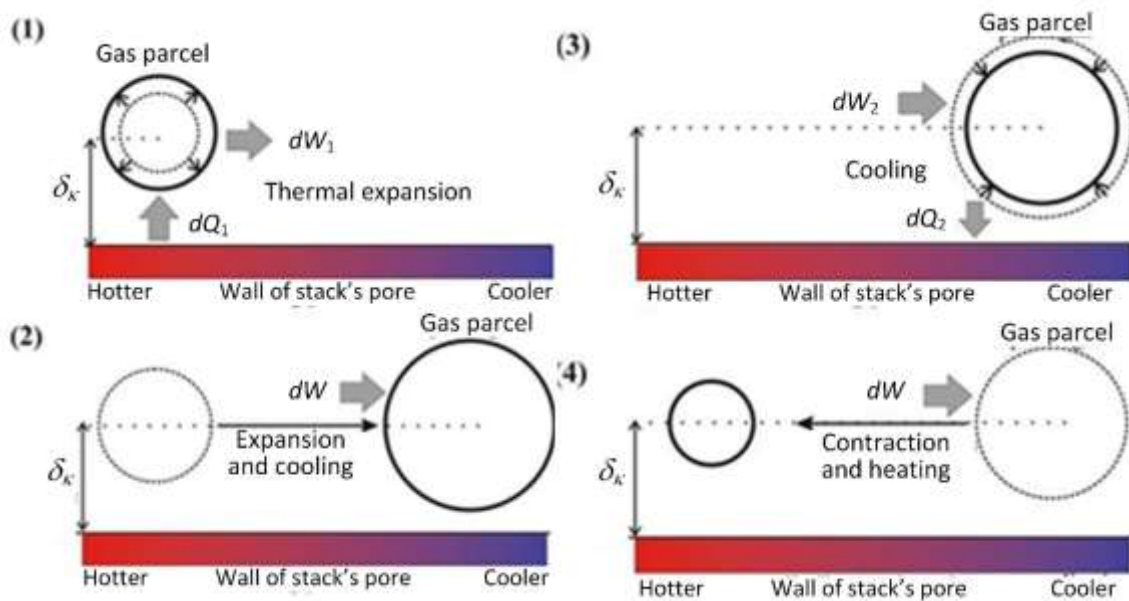 (1)
Gas parcel
dW₁
δκ
Thermal expansion
dQ₁
Hotter Wall of stack's pore Cooler
(2)
Gas parcel
dW
Expansion
and cooling
δκ
Hotter Wall of stack's pore Cooler
(3)
Gas parcel
dW₂
Cooling
δκ
dQ₂
Hotter Wall of stack's pore Cooler
(4)
Gas parcel
dW
Contraction
and heating
δκ
Hotter Wall of stack's pore Cooler